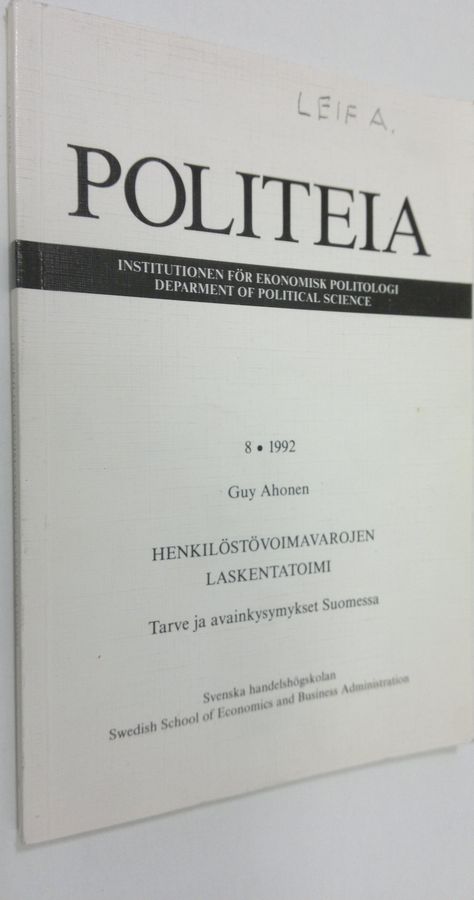 LEIF A.
POLITEIA
INSTITUTIONEN FÖR EKONOMISK POLITOLOGI
DEPARMENT OF POLITICAL SCIENCE
8 • 1992
Guy Ahonen
HENKILÖSTÖVOIMAVAROJEN
LASKENTATOIMI
Tarve ja avainkysymykset Suomessa
Svenska handelshögskolan
Swedish School of Economics and Business Administration